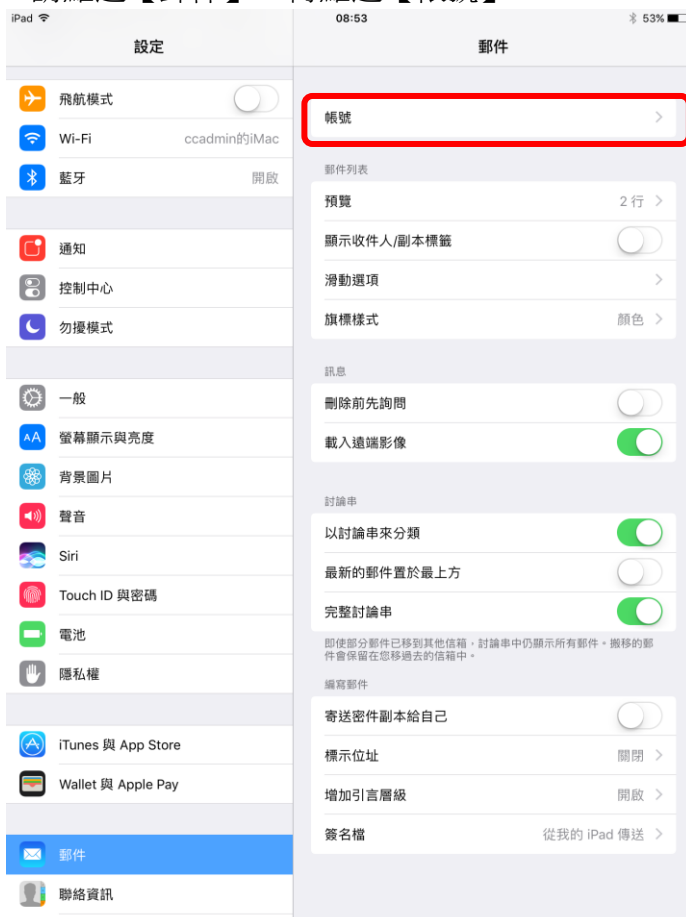 iPad
08:53
53%
設定
郵件
飛航模式
Wi-Fi
ccadmin的iMac
藍牙
開啟
通知
控制中心
勿擾模式
一般
AA
螢幕顯示與亮度
背景圖片
聲音
Siri
Touch ID 與密碼
電池
隱私權
iTunes 與 App Store
Wallet 與 Apple Pay
郵件
聯絡資訊
帳號
郵件列表
預覽
2 行
顯示收件人/副本標籤
滑動選項
旗標樣式
顏色
訊息
刪除前先詢問
載入遠端影像
討論串
以討論串來分類
最新的郵件置於最上方
完整討論串
即使部分郵件已移到其他信箱，討論串中仍顯示所有郵件。搬移的郵
件會保留在您移過去的信箱中。
編寫郵件
寄送密件副本給自己
標示位址
關閉
增加引言層級
開啟
簽名檔
從我的 iPad 傳送